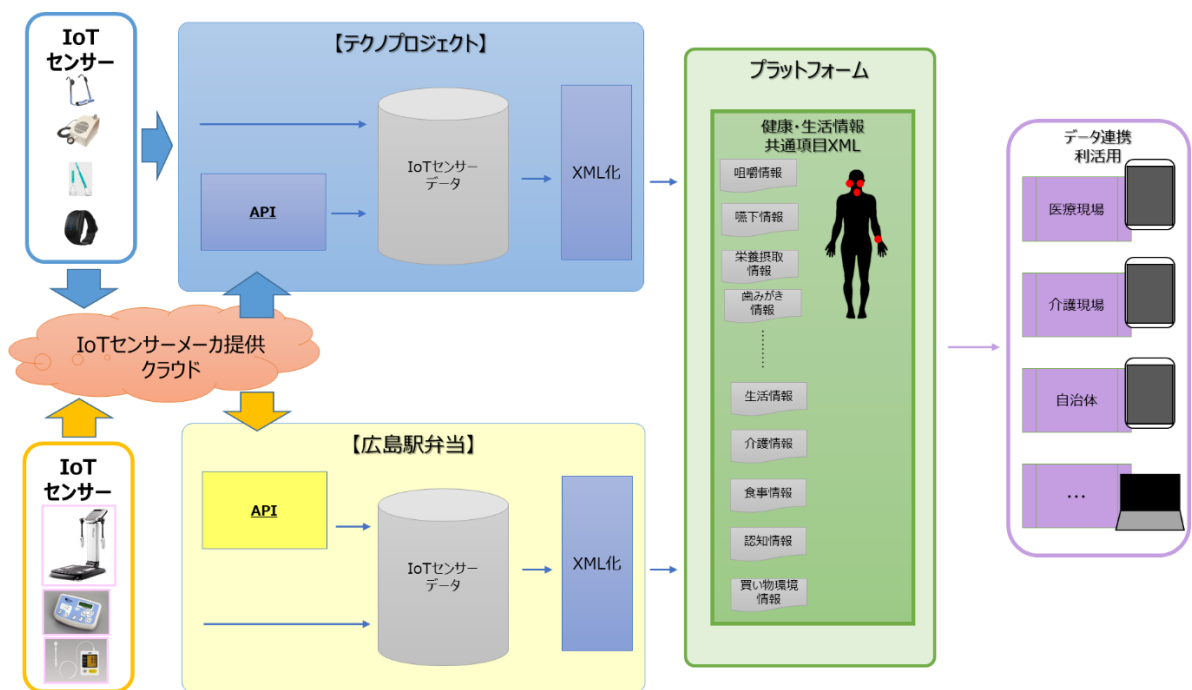 IoT
センサー
【テクノプロジェクト】
API
IoTセンサー
データ
XML化
IoTセンサーメーカ提供
クラウド
IoT
センサー
【広島駅弁当】
API
IoTセンサー
データ
XML化
プラットフォーム
健康・生活情報
共通項目XML
咀嚼情報
嚥下情報
栄養摂取
情報
歯みがき
情報
生活情報
介護情報
食事情報
認知情報
買い物環境
情報
データ連携
利活用
医療現場
介護現場
自治体
…